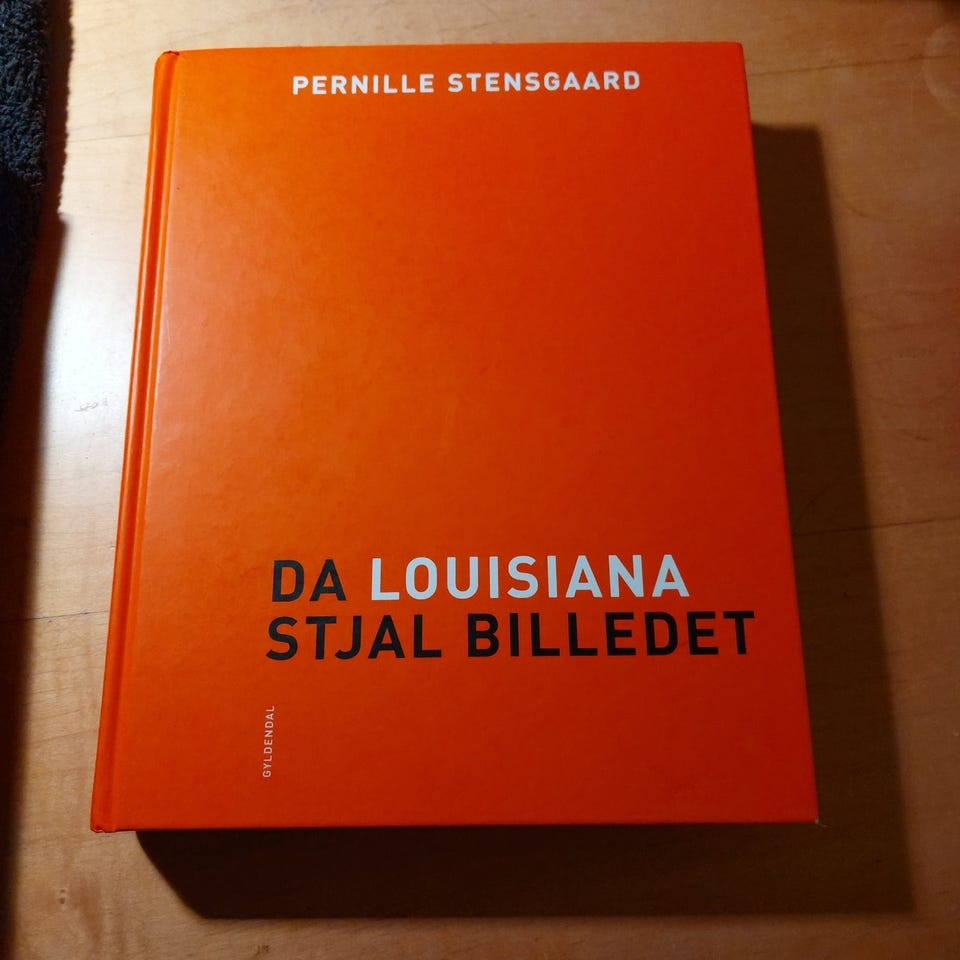 PERNILLE STENSGAARD
DA LOUISIANA
STJAL BILLEDET
GYLDENDAL